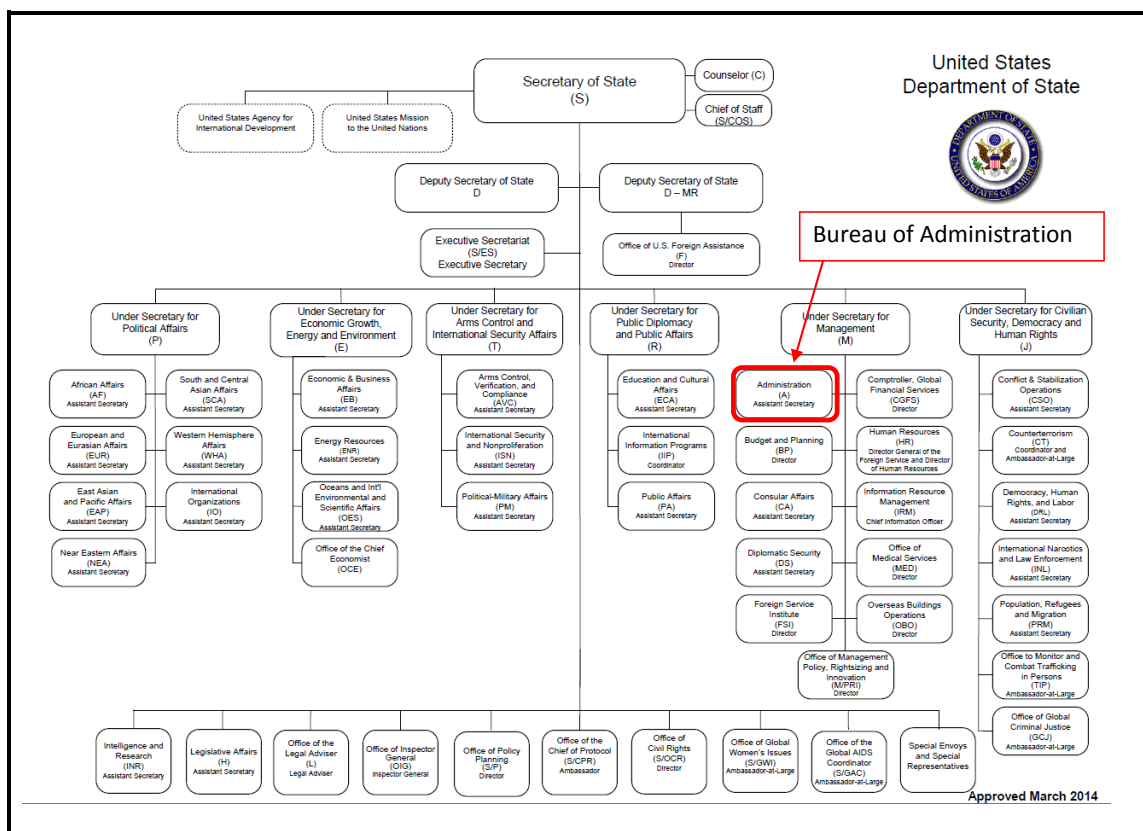 United States
Department of State
DEPARTMENT OF STATE
UNITED STATES OF AMERICA
Secretary of State
(S)
Counselor (C)
Chief of Staff
(S/COS)
United States Agency for
International Development
United States Mission
to the United Nations
Deputy Secretary of State
D
Deputy Secretary of State
D – MR
Executive Secretariat
(S/ES)
Executive Secretary
Office of U.S. Foreign Assistance
(F)
Director
Bureau of Administration
Under Secretary for
Political Affairs
(P)
Under Secretary for
Economic Growth,
Energy and Environment
(E)
Under Secretary for
Arms Control and
International Security Affairs
(T)
Under Secretary for
Public Diplomacy
and Public Affairs
(R)
Under Secretary for
Management
(M)
Under Secretary for Civilian
Security, Democracy and
Human Rights
(J)
African Affairs
(AF)
Assistant Secretary
South and Central
Asian Affairs
(SCA)
Assistant Secretary
European and
Eurasian Affairs
(EUR)
Assistant Secretary
Western Hemisphere
Affairs
(WHA)
Assistant Secretary
East Asian
and Pacific Affairs
(EAP)
Assistant Secretary
International
Organizations
(IO)
Assistant Secretary
Near Eastern Affairs
(NEA)
Assistant Secretary
Economic & Business
Affairs
(EB)
Assistant Secretary
Energy Resources
(ENR)
Assistant Secretary
Oceans and Int'l
Environmental and
Scientific Affairs
(OES)
Assistant Secretary
Office of the Chief
Economist
(OCE)
Arms Control,
Verification, and
Compliance
(AVC)
Assistant Secretary
International Security
and Nonproliferation
(ISN)
Assistant Secretary
Political-Military Affairs
(PM)
Assistant Secretary
Education and Cultural
Affairs
(ECA)
Assistant Secretary
International
Information Programs
(IIP)
Coordinator
Public Affairs
(PA)
Assistant Secretary
Administration
(A)
Assistant Secretary
Comptroller, Global
Financial Services
(CGFS)
Director
Budget and Planning
(BP)
Director
Human Resources
(HR)
Director General of the
Foreign Service and Director
of Human Resources
Consular Affairs
(CA)
Assistant Secretary
Information Resource
Management
(IRM)
Chief Information Officer
Diplomatic Security
(DS)
Assistant Secretary
Office of
Medical Services
(MED)
Director
Foreign Service
Institute
(FSI)
Director
Overseas Buildings
Operations
(OBO)
Director
Office of Management
Policy, Rightsizing and
Innovation
(M/PRI)
Director
Conflict & Stabilization
Operations
(CSO)
Assistant Secretary
Counterterrorism
(CT)
Coordinator and
Ambassador-at-Large
Democracy, Human
Rights, and Labor
(DRL)
Assistant Secretary
International Narcotics
and Law Enforcement
(INL)
Assistant Secretary
Population, Refugees
and Migration
(PRM)
Assistant Secretary
Office to Monitor and
Combat Trafficking
in Persons
(TIP)
Ambassador-at-Large
Office of Global
Criminal Justice
(GCJ)
Ambassador-at-Large
Intelligence and
Research
(INR)
Assistant Secretary
Legislative Affairs
(H)
Assistant Secretary
Office of the
Legal Adviser
(L)
Legal Adviser
Office of Inspector
General
(OIG)
Inspector General
Office of Policy
Planning
(S/P)
Director
Office of the
Chief of Protocol
(S/CPR)
Ambassador
Office of
Civil Rights
(S/OCR)
Director
Office of Global
Women's Issues
(S/GWI)
Ambassador-at-Large
Office of the
Global AIDS
Coordinator
(S/GAC)
Ambassador-at-Large
Special Envoys
and Special
Representatives
Approved March 2014